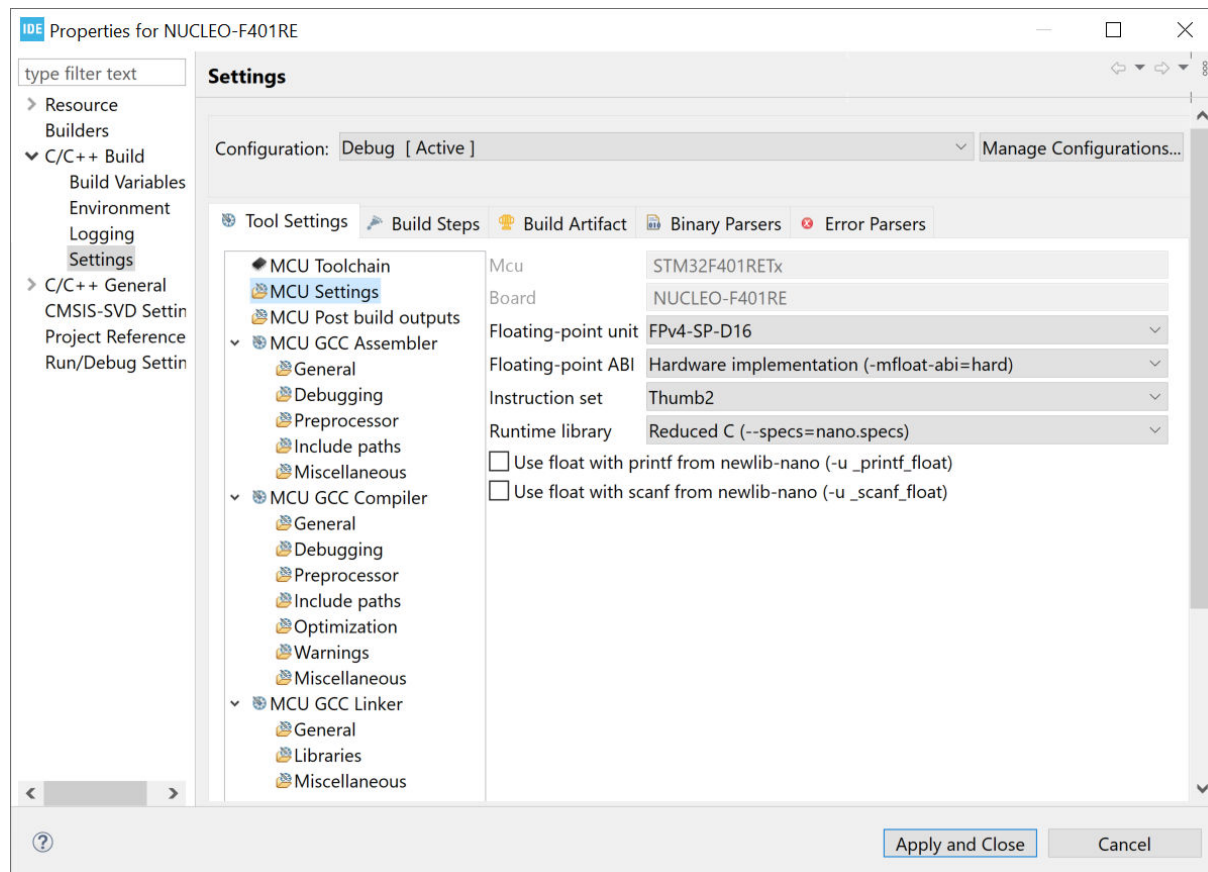 IDE Properties for NUCLEO-F401RE
type filter text
Resource
Builders
C/C++ Build
Build Variables
Environment
Logging
Settings
C/C++ General
CMSIS-SVD Settin
Project Reference
Run/Debug Settin
Settings
Configuration: Debug [ Active ] Manage Configurations...
Tool Settings Build Steps Build Artifact Binary Parsers Error Parsers
MCU Toolchain
MCU Settings
MCU Post build outputs
MCU GCC Assembler
General
Debugging
Preprocessor
Include paths
Miscellaneous
MCU GCC Compiler
General
Debugging
Preprocessor
Include paths
Optimization
Warnings
Miscellaneous
MCU GCC Linker
General
Libraries
Miscellaneous
Mcu STM32F401RETx
Board NUCLEO-F401RE
Floating-point unit FPv4-SP-D16
Floating-point ABI Hardware implementation (-mfloat-abi=hard)
Instruction set Thumb2
Runtime library Reduced C (--specs=nano.specs)
Use float with printf from newlib-nano (-u _printf_float)
Use float with scanf from newlib-nano (-u _scanf_float)
Apply and Close Cancel